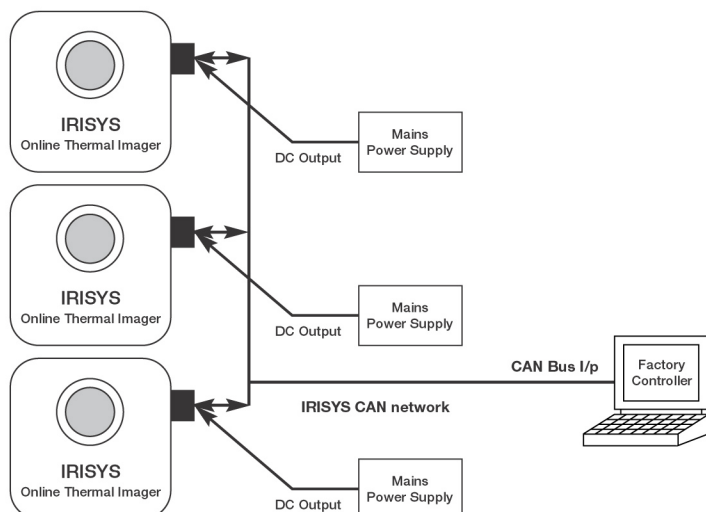 IRISYS
Online Thermal Imager
DC Output
Mains
Power Supply
IRISYS
Online Thermal Imager
DC Output
Mains
Power Supply
CAN Bus I/p
Factory
Controller
IRISYS CAN network
IRISYS
Online Thermal Imager
DC Output
Mains
Power Supply